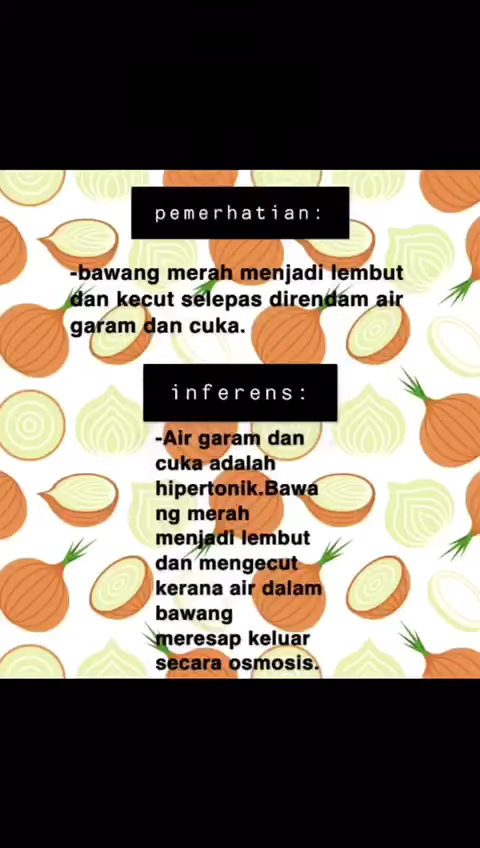 pemerhatian:
-bawang merah menjadi lembut
dan kecut selepas direndam air
garam dan cuka.
inferens:
-Air garam dan
cuka adalah
hipertonik.Bawa
ng merah
menjadi lembut
dan mengecut
kerana air dalam
bawang
meresap keluar
secara osmosis.